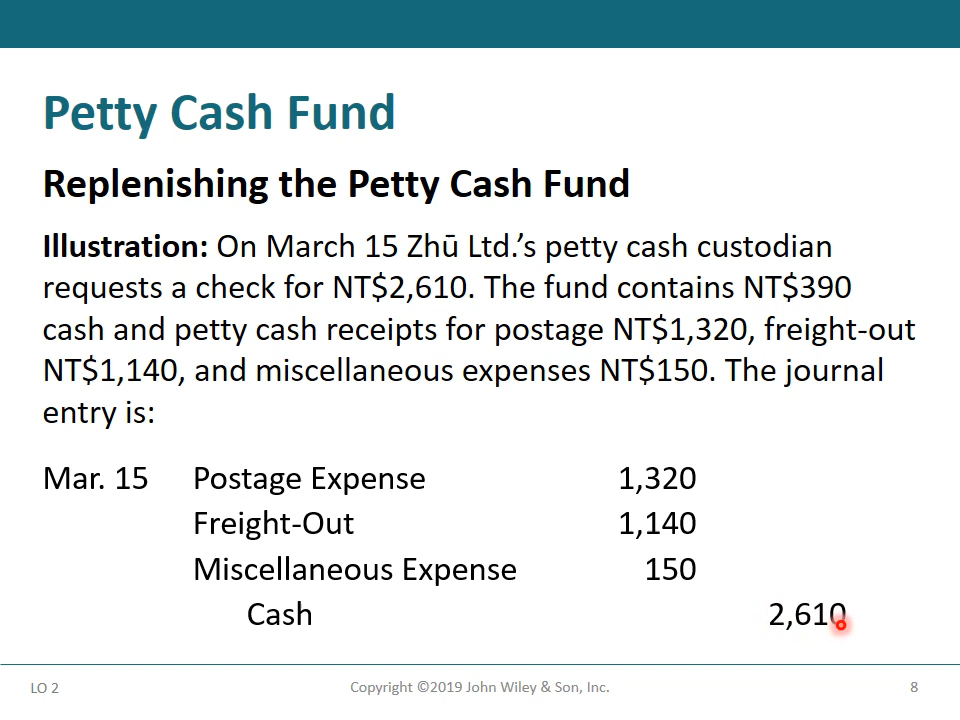 Petty Cash Fund
Replenishing the Petty Cash Fund
Illustration: On March 15 Zhū Ltd.’s petty cash custodian
requests a check for NT$2,610. The fund contains NT$390
cash and petty cash receipts for postage NT$1,320, freight-out
NT$1,140, and miscellaneous expenses NT$150. The journal
entry is:
Mar. 15 Postage Expense 1,320
Freight-Out 1,140
Miscellaneous Expense 150
Cash 2,610
LO 2 Copyright ©2019 John Wiley & Son, Inc. 8